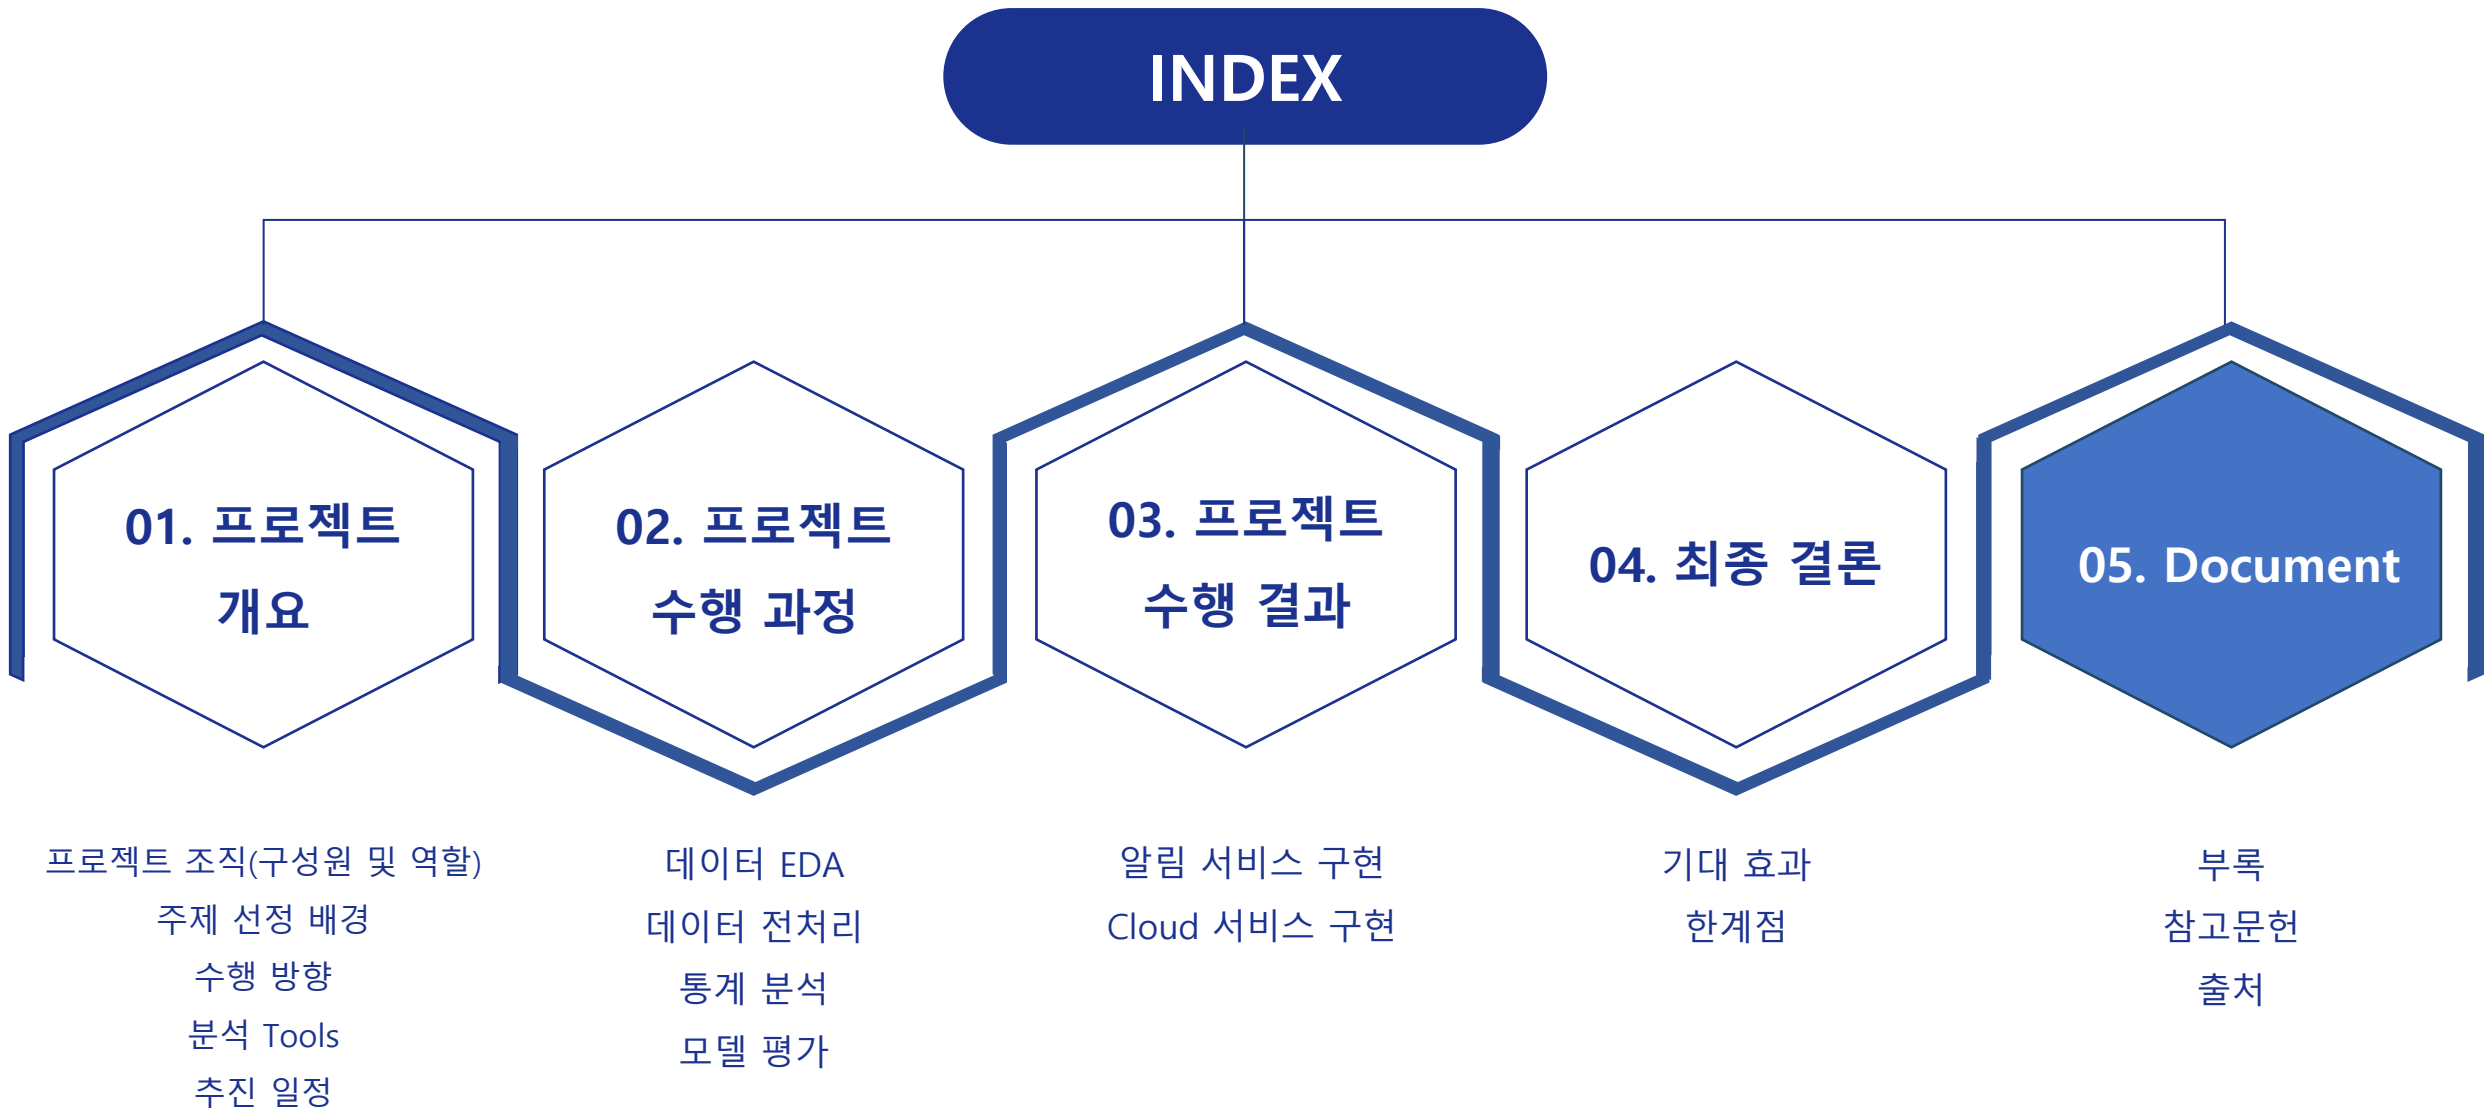 INDEX
01. 프로젝트
개요
02. 프로젝트
수행 과정
03. 프로젝트
수행 결과
04. 최종 결론
05. Document
프로젝트 조직(구성원 및 역할)
주제 선정 배경
수행 방향
분석 Tools
추진 일정
데이터 EDA
데이터 전처리
통계 분석
모델 평가
알림 서비스 구현
Cloud 서비스 구현
기대 효과
한계점
부록
참고문헌
출처